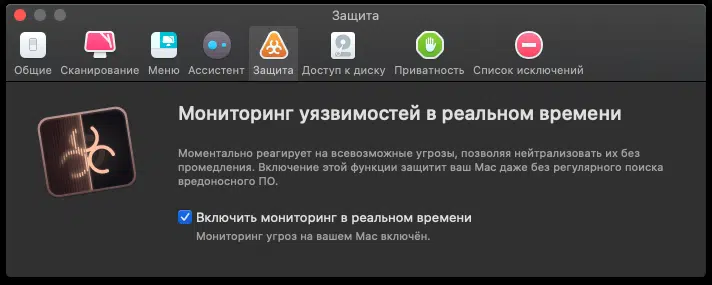 Защита
Общие Сканирование Меню Ассистент Защита Доступ к диску Приватность Список исключений
Мониторинг уязвимостей в реальном времени
Моментально реагирует на всевозможные угрозы, позволяя нейтрализовать их без
промедления. Включение этой функции защитит ваш Mac даже без регулярного поиска
вредоносного ПО.
Включить мониторинг в реальном времени
Мониторинг угроз на вашем Mac включён.